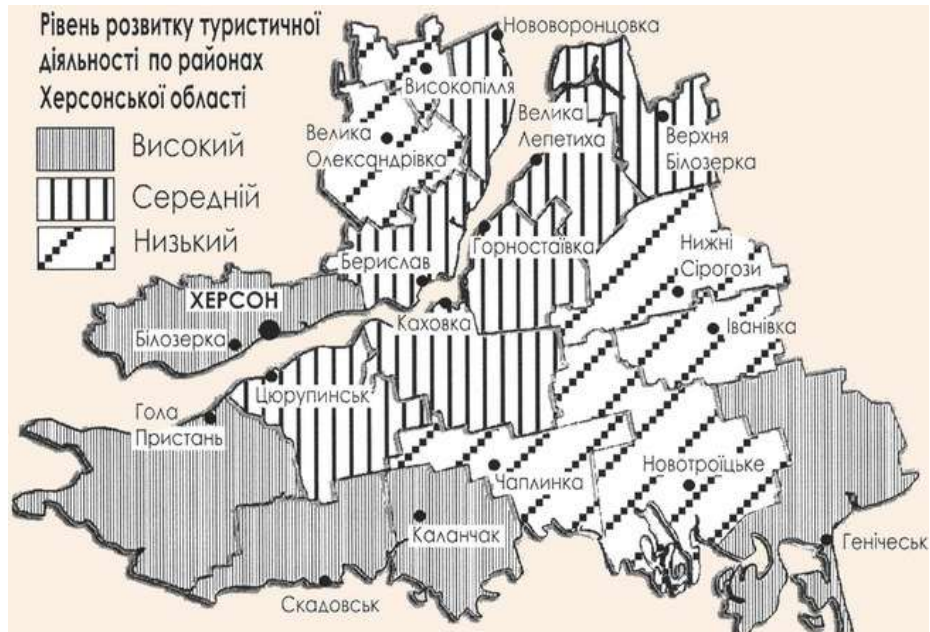 Рівень розвитку туристичної
діяльності по районах
Херсонської області
Високий
Середній
Низький
Нововоронцовка
Високопілля
Велика
Олександрівка
Велика
Лепетиха
Верхня
Білозерка
Берислав
Горностаївка
Нижні
Сірогози
ХЕРСОН
Білозерка
Каховка
Іванівка
Цюрупинськ
Гола
Пристань
Чаплинка
Новотроїцьке
Каланчак
Генічеськ
Скадовськ